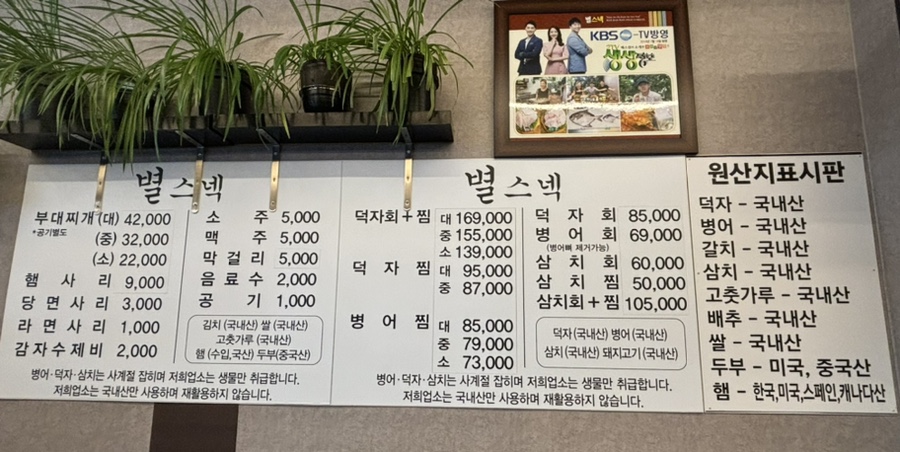 별스넥
KBS
TV방영
생생정보
별 스넥
부대찌개 (대) 42,000
*공기별도
(중) 32,000
(소) 22,000
햄 사 리 9,000
당 면 사 리 3,000
라 면 사 리 1,000
감 자 수 제 비 2,000
소 주 5,000
맥 주 5,000
막 걸 리 5,000
음 료 수 2,000
공 기 1,000
김치 (국내산) 쌀 (국내산)
고춧가루 (국내산)
햄 (수입,국산) 두부(중국산)
병어·덕자·삼치는 사계절 잡히며 저희업소는 생물만 취급합니다.
저희업소는 국내산만 사용하며 재활용하지 않습니다.
별 스넥
덕자회+찜 대 169,000
중 155,000
소 139,000
덕 자 찜 대 95,000
중 87,000
병 어 찜 대 85,000
중 79,000
소 73,000
덕 자 회 85,000
병 어 회 69,000
(병어뼈 제거가능)
삼 치 회 60,000
삼 치 찜 50,000
삼치회+찜 105,000
덕자 (국내산) 병어 (국내산)
삼치 (국내산) 돼지고기 (국내산)
병어·덕자·삼치는 사계절 잡히며 저희업소는 생물만 취급합니다.
저희업소는 국내산만 사용하며 재활용하지 않습니다.
원산지표시판
덕자 - 국내산
병어 - 국내산
갈치 - 국내산
삼치 - 국내산
고춧가루 - 국내산
배추 - 국내산
쌀 - 국내산
두부 - 미국, 중국산
햄 - 한국,미국,스페인,캐나다산